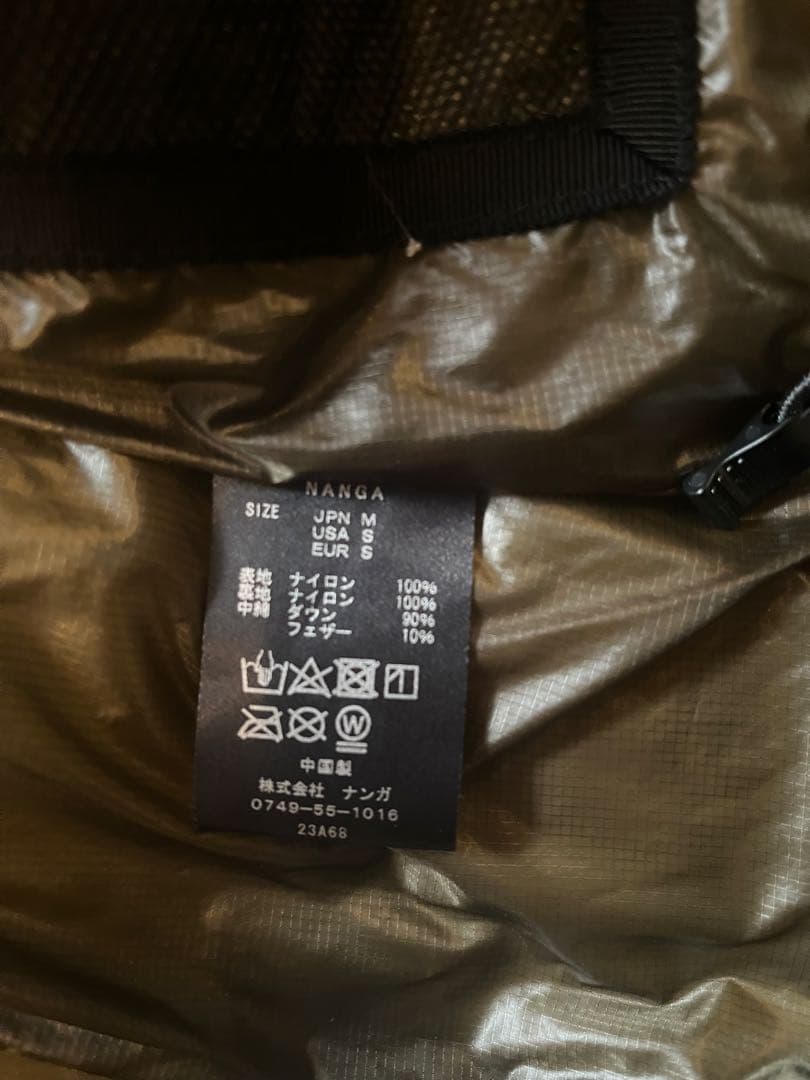 NANGA
SIZE JPN M
USA S
EUR S
表地 ナイロン 100%
裏地 ナイロン 100%
中綿 ダウン 90%
フェザー 10%
W
中国製
株式会社 ナンガ
0749-55-1016
23A68